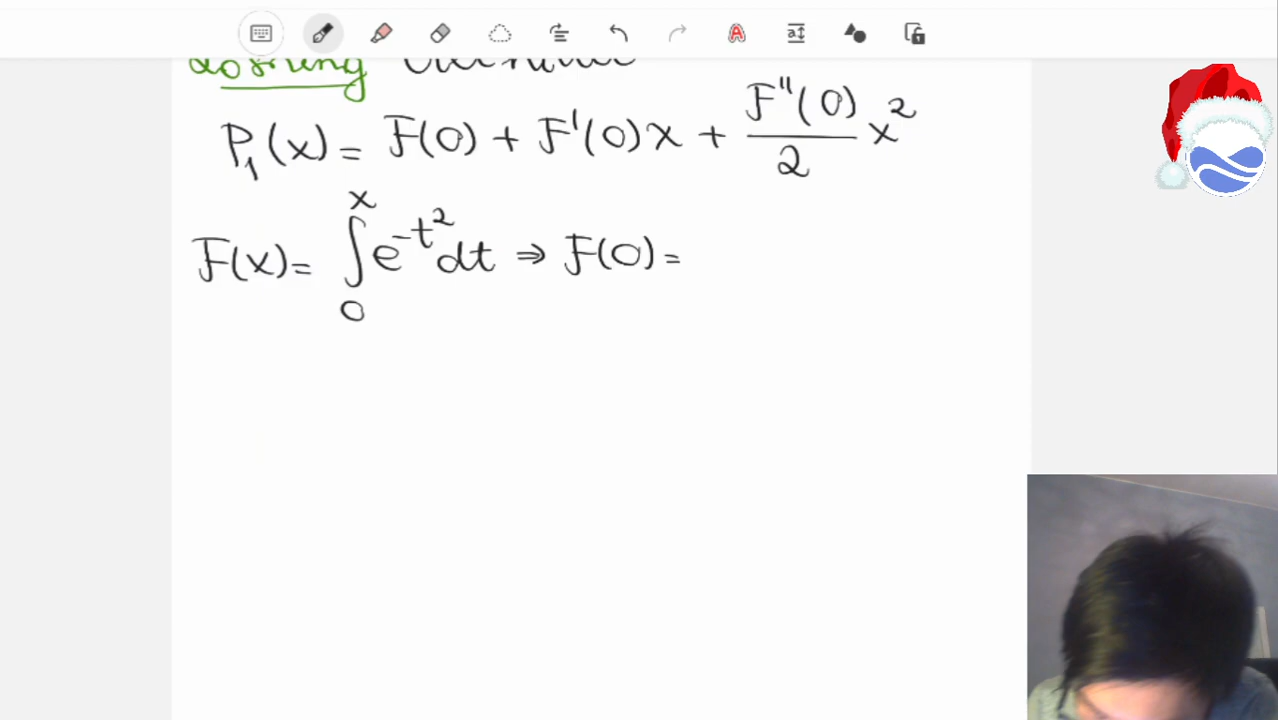 P₁(x) = F(0) + F'(0)x + F''(0)/2 x²
F(x) = ∫₀ˣ e^(-t²) dt ⇒ F(0) =